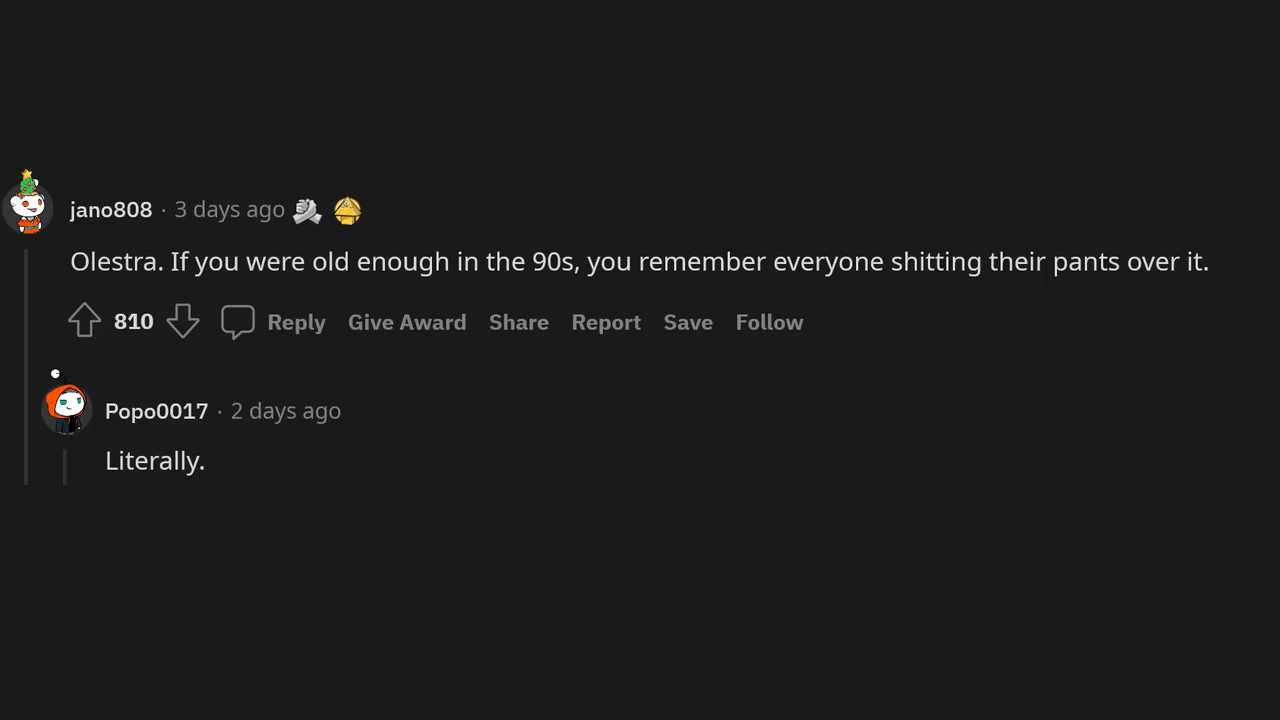 jano808 · 3 days ago
Olestra. If you were old enough in the 90s, you remember everyone shitting their pants over it.
810 Reply Give Award Share Report Save Follow
Popo0017 · 2 days ago
Literally.